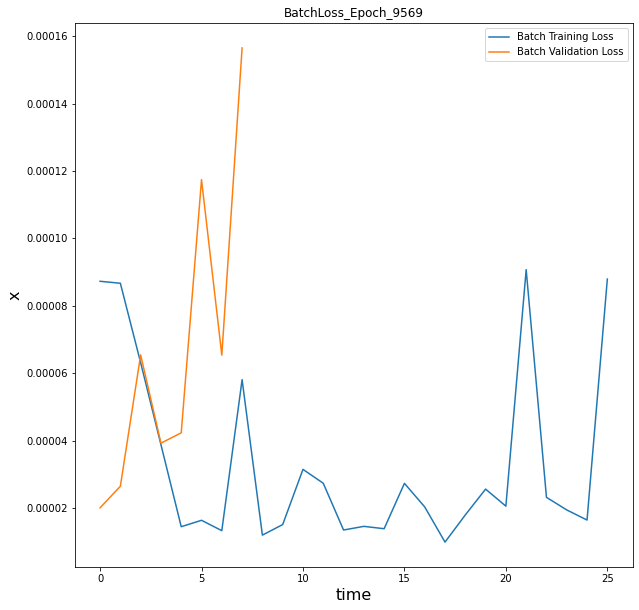 BatchLoss_Epoch_9569
Batch Training Loss
Batch Validation Loss
0.00016
0.00014
0.00012
0.00010
0.00008
0.00006
0.00004
0.00002
x
0 5 10 15 20 25
time